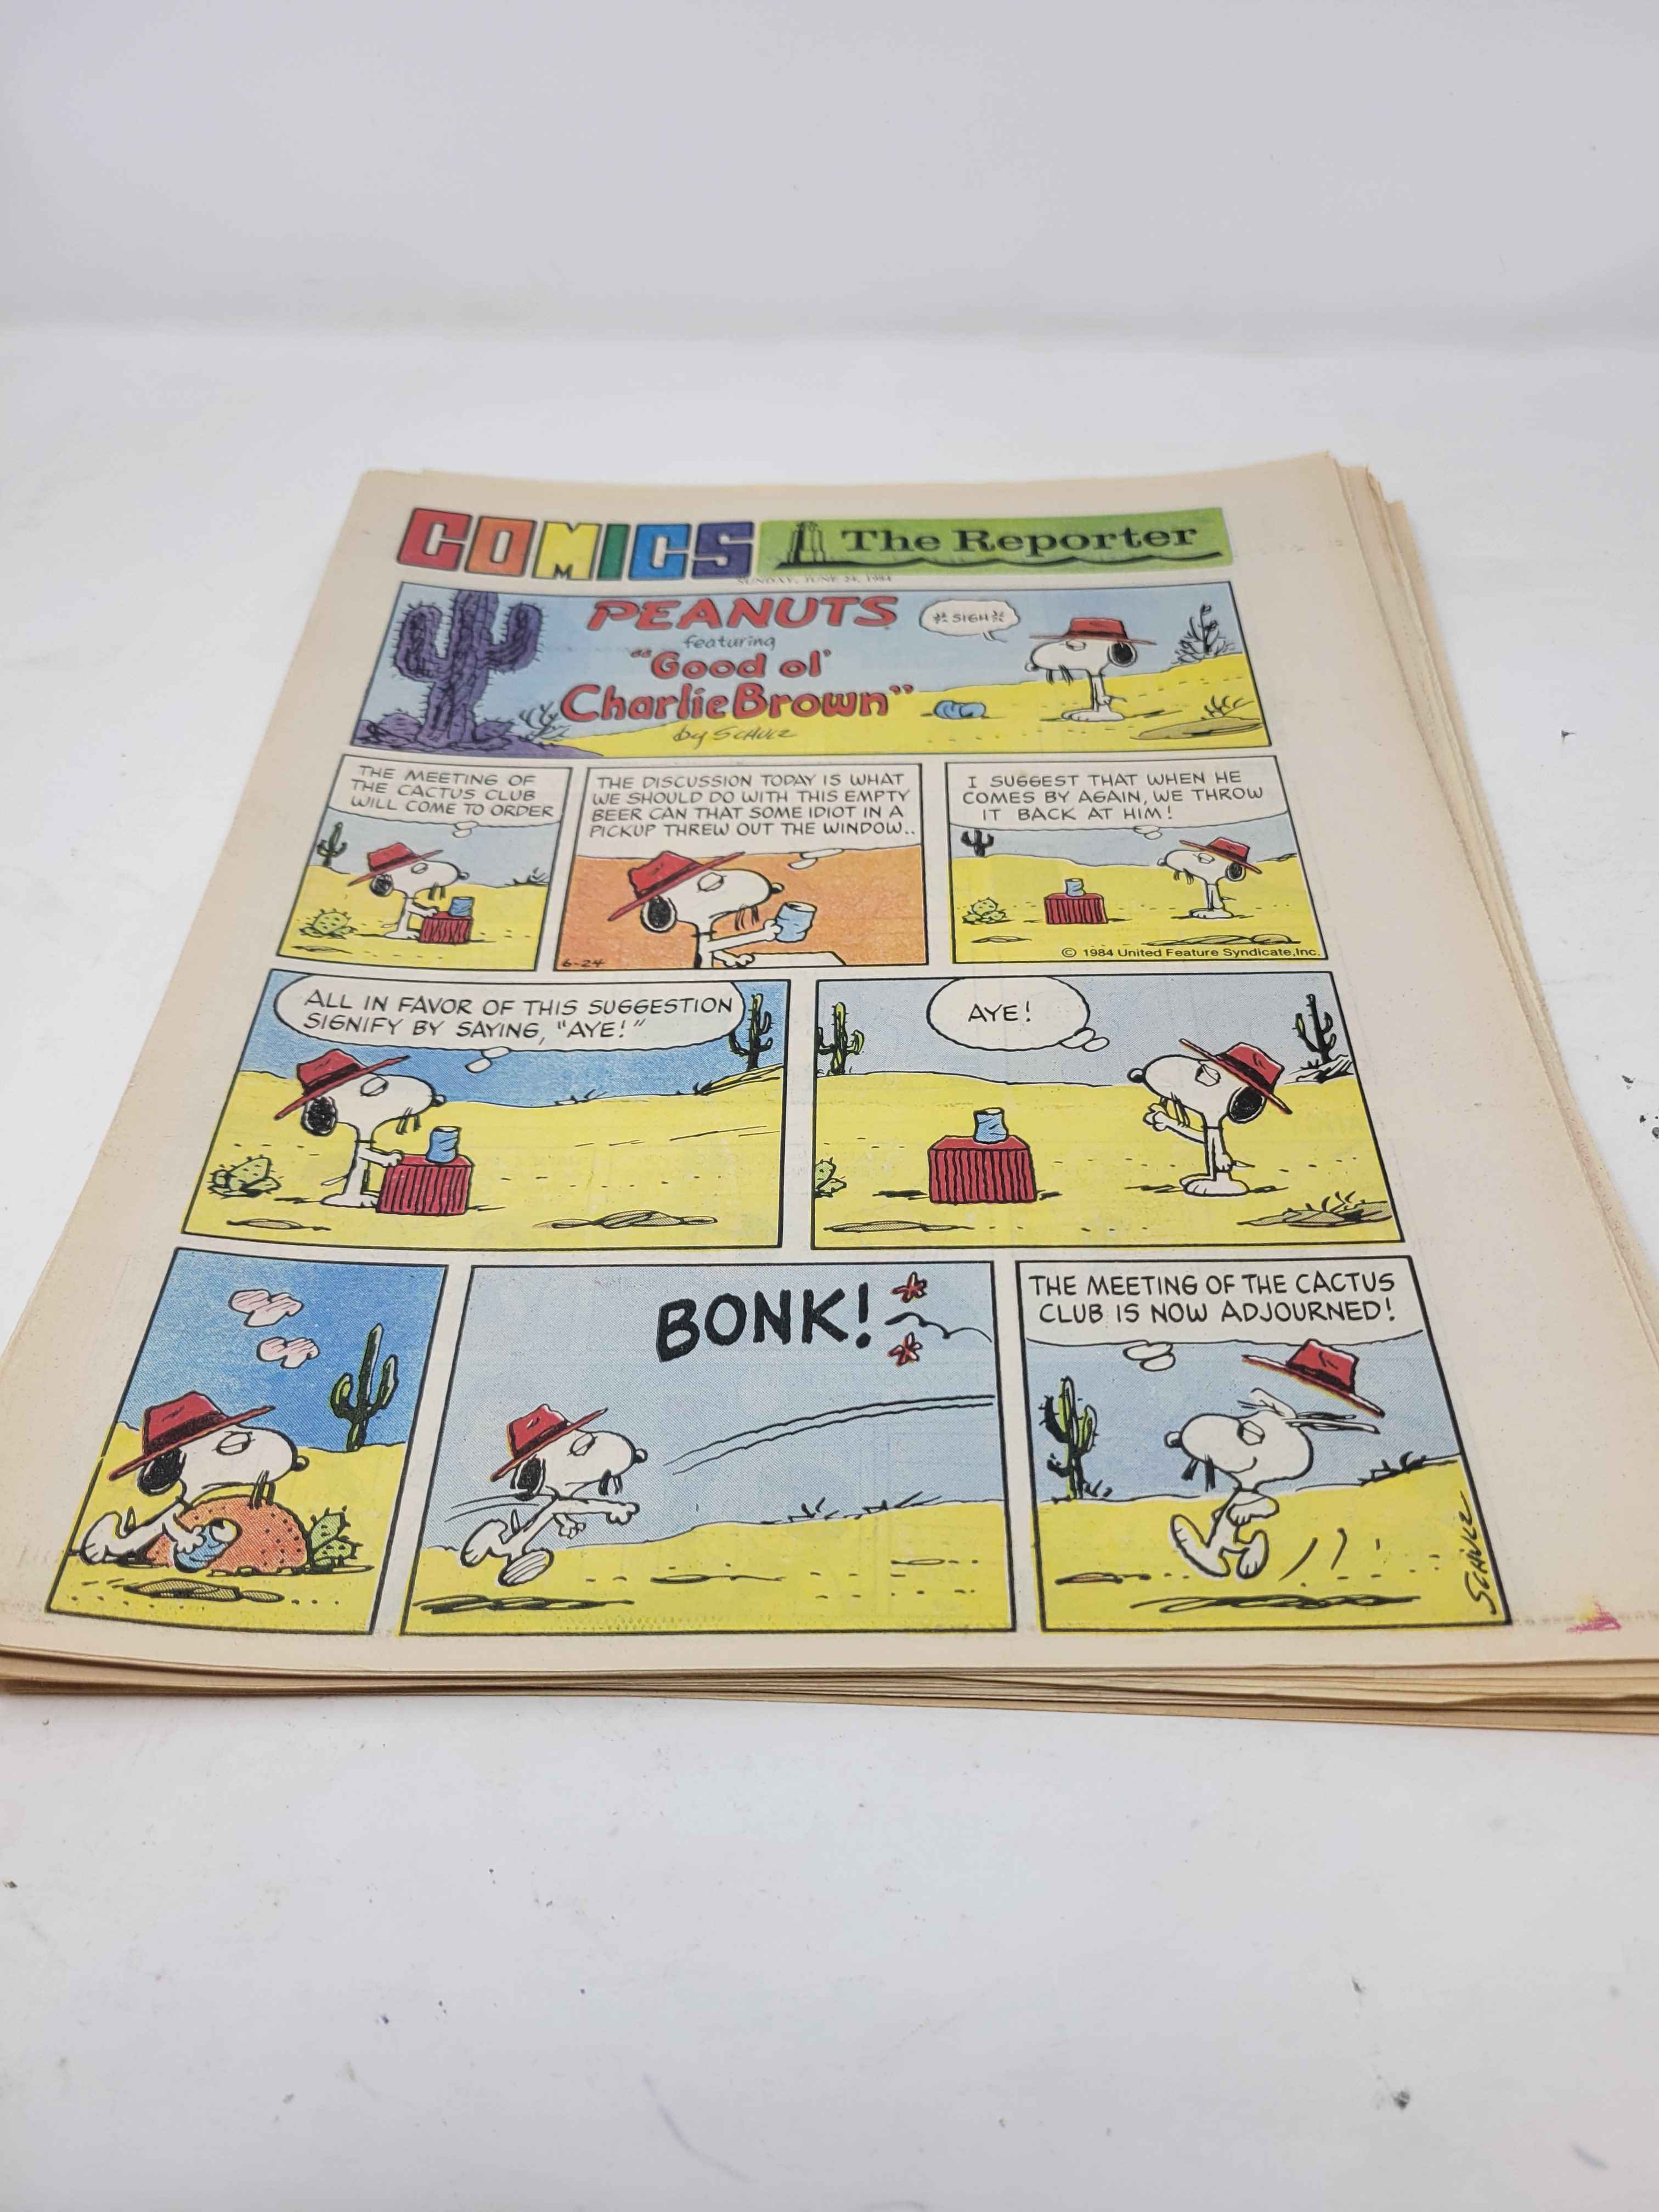 COMICS The Reporter
SUNDAY, JUNE 24, 1984
PEANUTS
featuring
"Good ol'
Charlie Brown"
by SCHULZ
*SIGH*
THE MEETING OF
THE CACTUS CLUB
WILL COME TO ORDER
THE DISCUSSION TODAY IS WHAT
WE SHOULD DO WITH THIS EMPTY
BEER CAN THAT SOME IDIOT IN A
PICKUP THREW OUT THE WINDOW..
6-24
I SUGGEST THAT WHEN HE
COMES BY AGAIN, WE THROW
IT BACK AT HIM!
© 1984 United Feature Syndicate,Inc.
ALL IN FAVOR OF THIS SUGGESTION
SIGNIFY BY SAYING, "AYE!"
AYE!
BONK!
THE MEETING OF THE CACTUS
CLUB IS NOW ADJOURNED!
SCHULZ